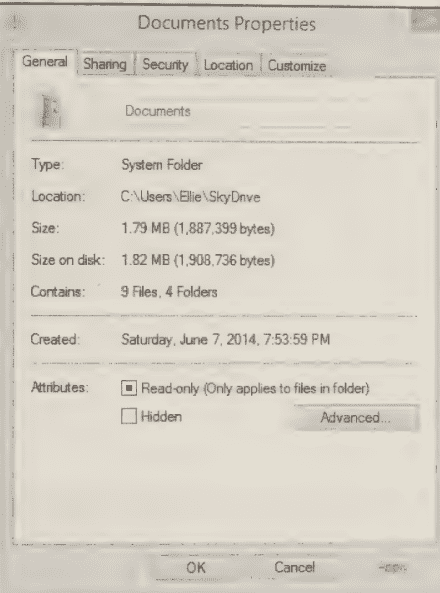 Documents Properties
General Sharing Security Location Customize
Documents
Type: System Folder
Location: C:\Users\Ellie\SkyDrive
Size: 1.79 MB (1,887,399 bytes)
Size on disk: 1.82 MB (1,908,736 bytes)
Contains: 9 Files, 4 Folders
Created: Saturday, June 7, 2014, 7:53:59 PM
Attributes: Read-only (Only applies to files in folder)
Hidden Advanced...
OK Cancel